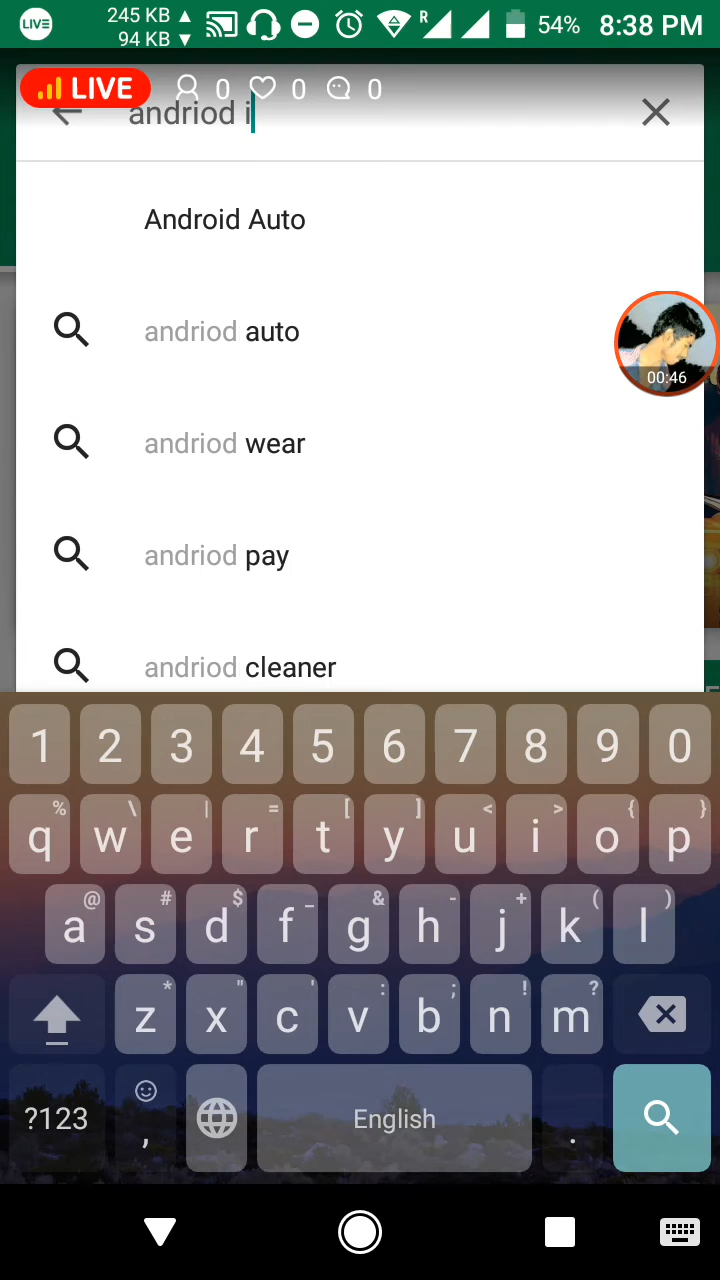 LIVE 245 KB ▲ 94 KB ▼ R 54% 8:38 PM
LIVE 0 0 0
andriod i
Android Auto
andriod auto
00:46
andriod wear
andriod pay
andriod cleaner
1 2 3 4 5 6 7 8 9 0
% \ | = [ ] < > { }
q w e r t y u i o p
@ # $ _ & - + ( )
a s d f g h j k l
* " ' : ; ! ?
z x c v b n m
?123 , English .